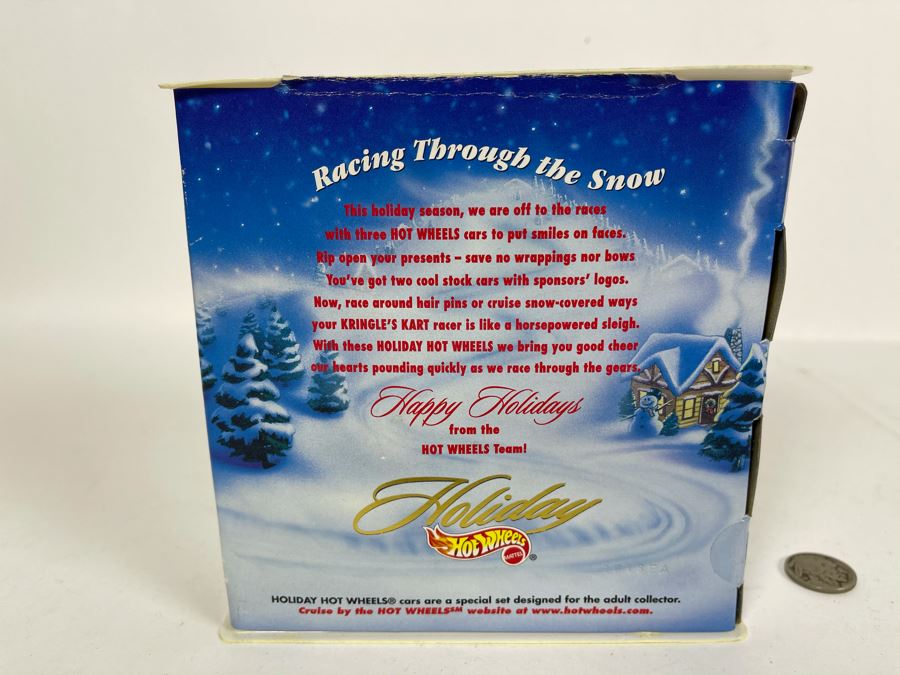 Racing Through the Snow
This holiday season, we are off to the races
with three HOT WHEELS cars to put smiles on faces.
Rip open your presents – save no wrappings nor bows
You've got two cool stock cars with sponsors' logos.
Now, race around hair pins or cruise snow-covered ways
your KRINGLE'S KART racer is like a horsepowered sleigh.
With these HOLIDAY HOT WHEELS we bring you good cheer
our hearts pounding quickly as we race through the gears.
Happy Holidays
from the
HOT WHEELS Team!
Holiday
Hot Wheels
MATTEL ®
HOLIDAY HOT WHEELS® cars are a special set designed for the adult collector.
Cruise by the HOT WHEELS℠ website at www.hotwheels.com.